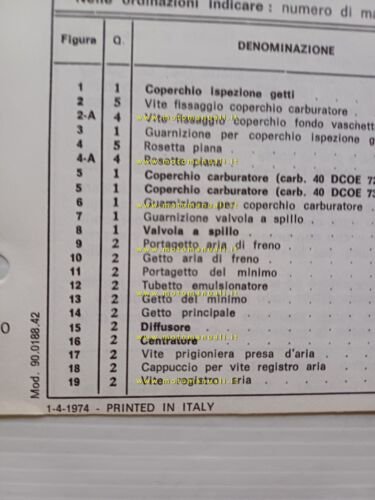 Nelle ordinazioni indicare : numero di ma
Figura Q. DENOMINAZIONE
1 1 Coperchio ispezione getti
2 5 Vite fissaggio coperchio carburatore
2-A 4 Vite fissaggio coperchio fondo vaschett
3 1 Guarnizione per coperchio ispezione g
4 5 Rosetta piana
4-A 4 Rosetta piana
5 1 Coperchio carburatore (carb. 40 DCOE 72
5 1 Coperchio carburatore (carb. 40 DCOE 73
6 1 Guarnizione per coperchio carburatore
7 1 Guarnizione valvola a spillo
8 1 Valvola a spillo
9 2 Portagetto aria di freno
10 2 Getto aria di freno
11 2 Portagetto del minimo
12 2 Tubetto emulsionatore
13 2 Getto del minimo
14 2 Getto principale
15 2 Diffusore
16 2 Centratore
17 2 Vite prigioniera presa d'aria
18 2 Cappuccio per vite registro aria
19 2 Vite registro aria
O
Mod. 90.0188.42
1-4-1974 - PRINTED IN ITALY